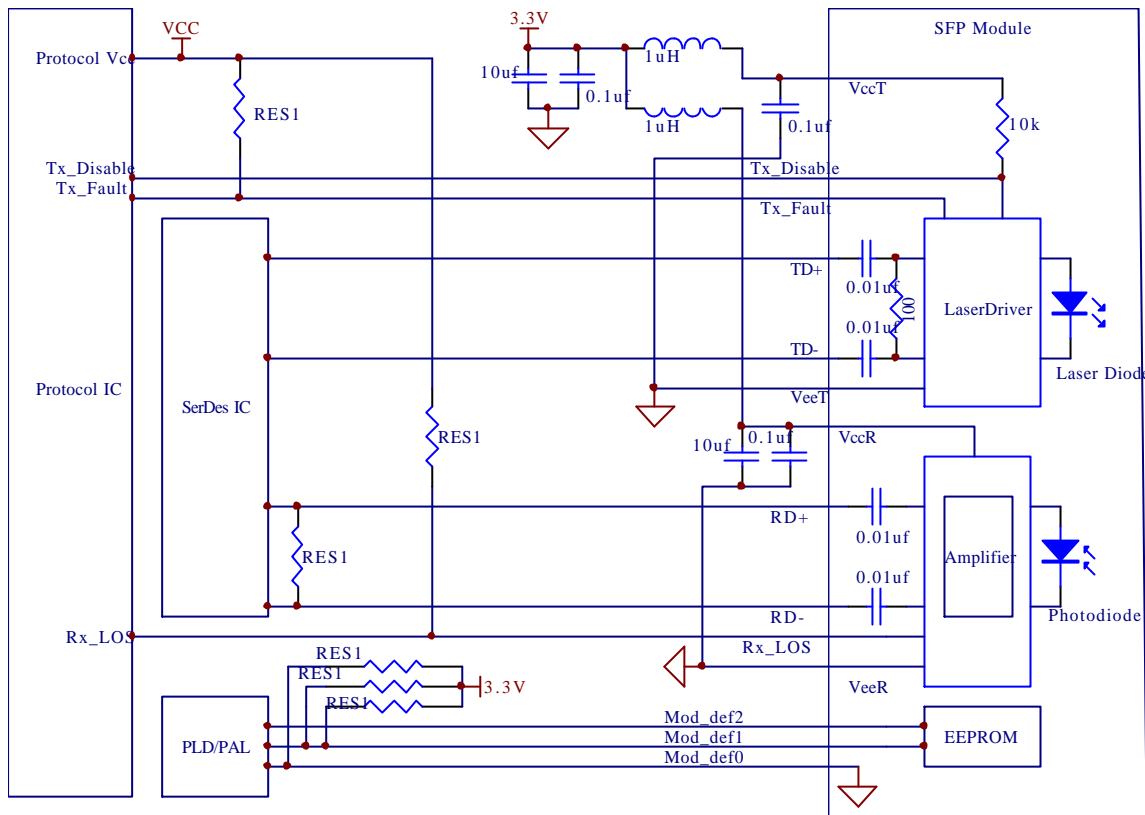 3.3V
VCC
SFP Module
Protocol Vcc
1uH
10uf
0.1uf
VccT
RES1
1uH
0.1uf
10k
Tx_Disable
Tx_Disable
Tx_Fault
Tx_Fault
TD+
0.01uf
100
LaserDriver
0.01uf
TD-
Laser Diode
Protocol IC
VeeT
SerDes IC
RES1
10uf
0.1uf
VccR
RD+
0.01uf
RES1
Amplifier
0.01uf
RD-
Photodiode
Rx_LOS
Rx_LOS
RES1
RES1
3.3V
VeeR
RES1
Mod_def2
PLD/PAL
Mod_def1
EEPROM
Mod_def0